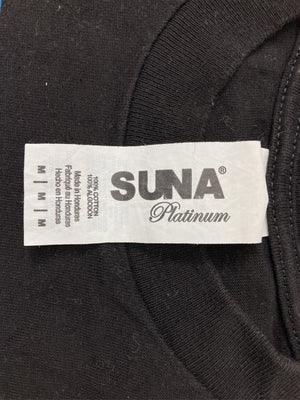 SUNA®
Platinum
100% COTTON
100% ALGODON
Made in Honduras
Fabriqué au Honduras
Hecho en Honduras
M | M | M